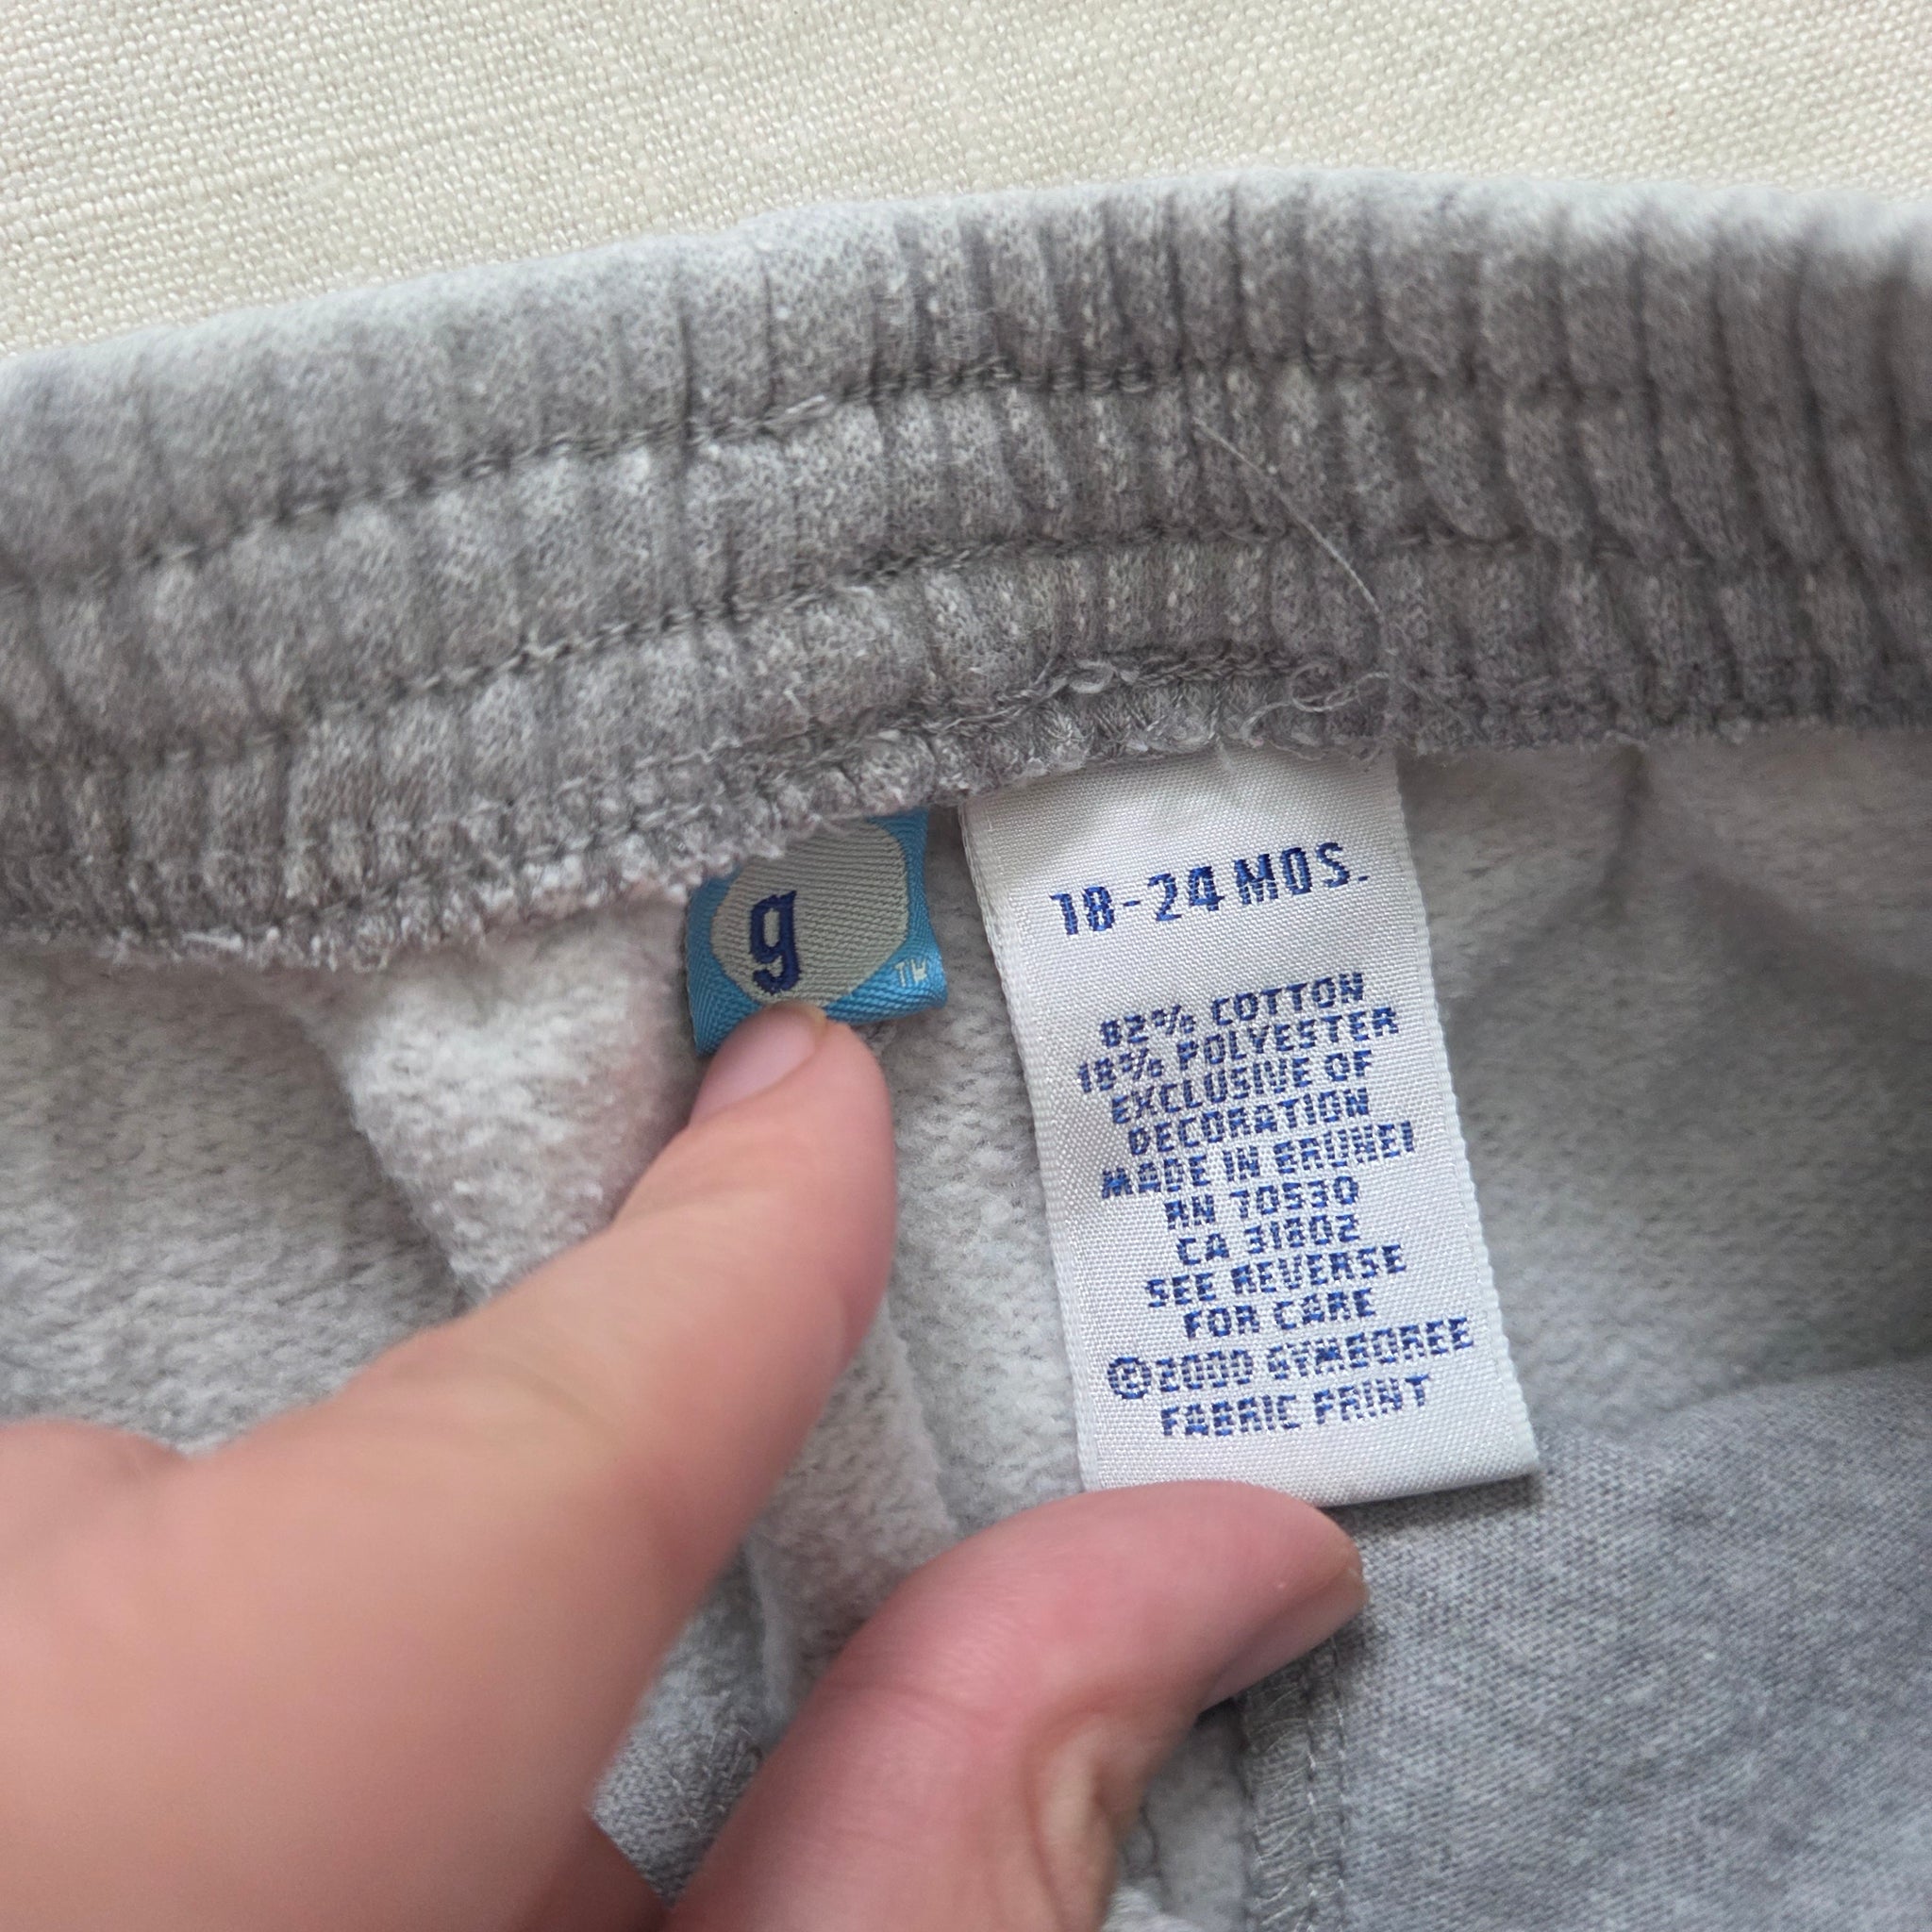 g
TM
18-24 MOS.
82% COTTON
18% POLYESTER
EXCLUSIVE OF
DECORATION
MADE IN BRUNEI
RN 70530
CA 31802
SEE REVERSE
FOR CARE
©2000 GYMBOREE
FABRIC PRINT